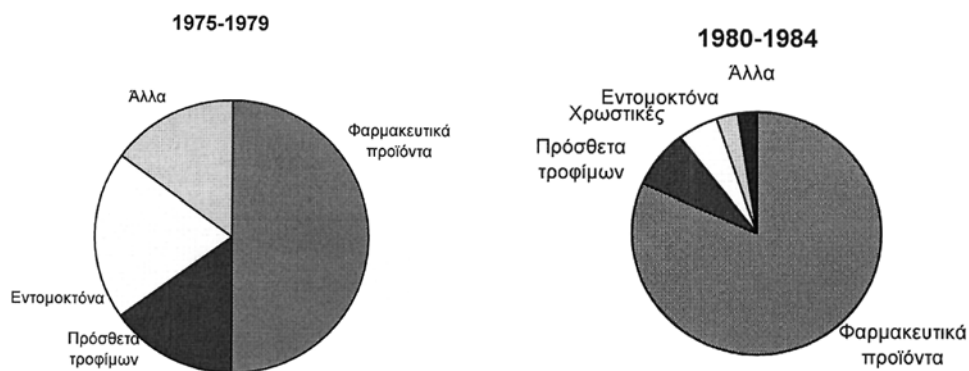 1975-1979
Άλλα
Φαρμακευτικά
προϊόντα
Εντομοκτόνα
Πρόσθετα
τροφίμων
1980-1984
Άλλα
Εντομοκτόνα
Χρωστικές
Πρόσθετα
τροφίμων
Φαρμακευτικά
προϊόντα